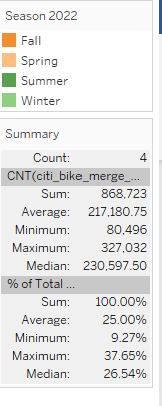 Season 2022
Fall
Spring
Summer
Winter
Summary
Count: 4
CNT(citi_bike_merge_...
Sum: 868,723
Average: 217,180.75
Minimum: 80,496
Maximum: 327,032
Median: 230,597.50
% of Total ...
Sum: 100.00%
Average: 25.00%
Minimum: 9.27%
Maximum: 37.65%
Median: 26.54%